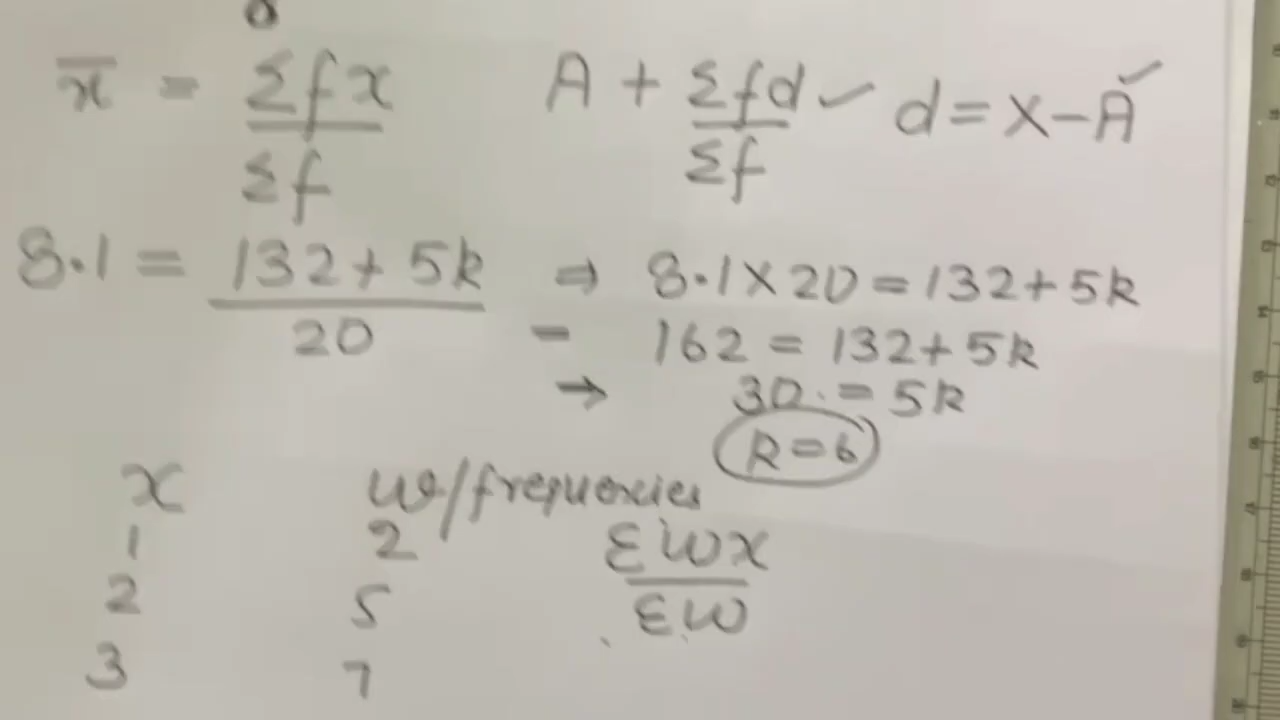 x̄ = Σfx / Σf    A + Σfd / Σf ✓ d = x - A ✓
8.1 = 132 + 5k / 20 ⇒ 8.1 × 20 = 132 + 5k
- 162 = 132 + 5k
→ 30 = 5k
k = 6
x    w/frequencies
1    2    Σwx / Σw
2    5
3    7